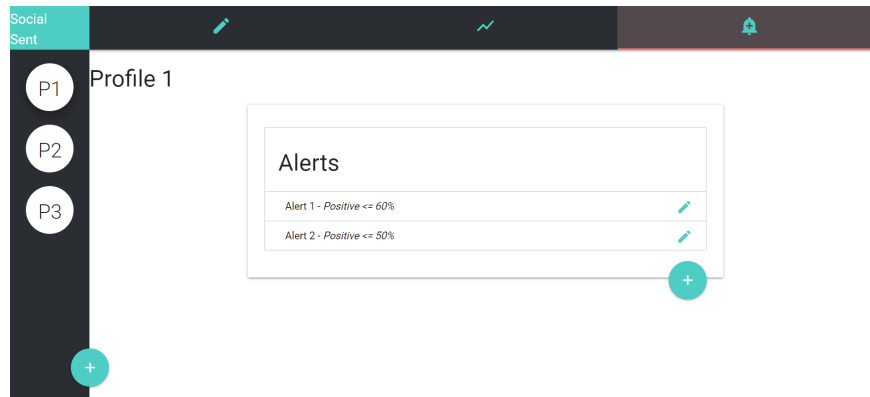 Social
Sent
P1
P2
P3
Profile 1
Alerts
Alert 1 - Positive <= 60%
Alert 2 - Positive <= 50%
+
+